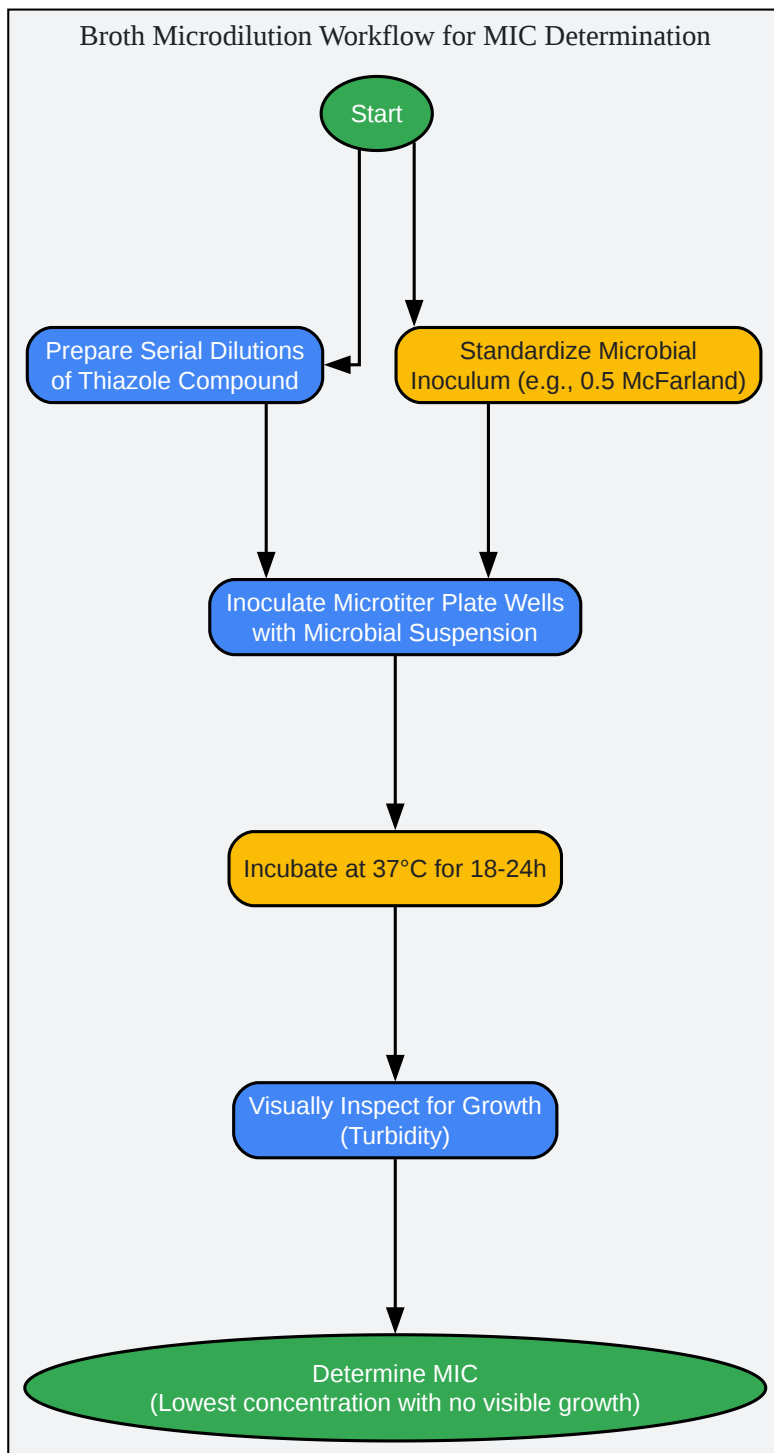 Broth Microdilution Workflow for MIC Determination
Start
Prepare Serial Dilutions
of Thiazole Compound
Standardize Microbial
Inoculum (e.g., 0.5 McFarland)
Inoculate Microtiter Plate Wells
with Microbial Suspension
Incubate at 37°C for 18-24h
Visually Inspect for Growth
(Turbidity)
Determine MIC
(Lowest concentration with no visible growth)